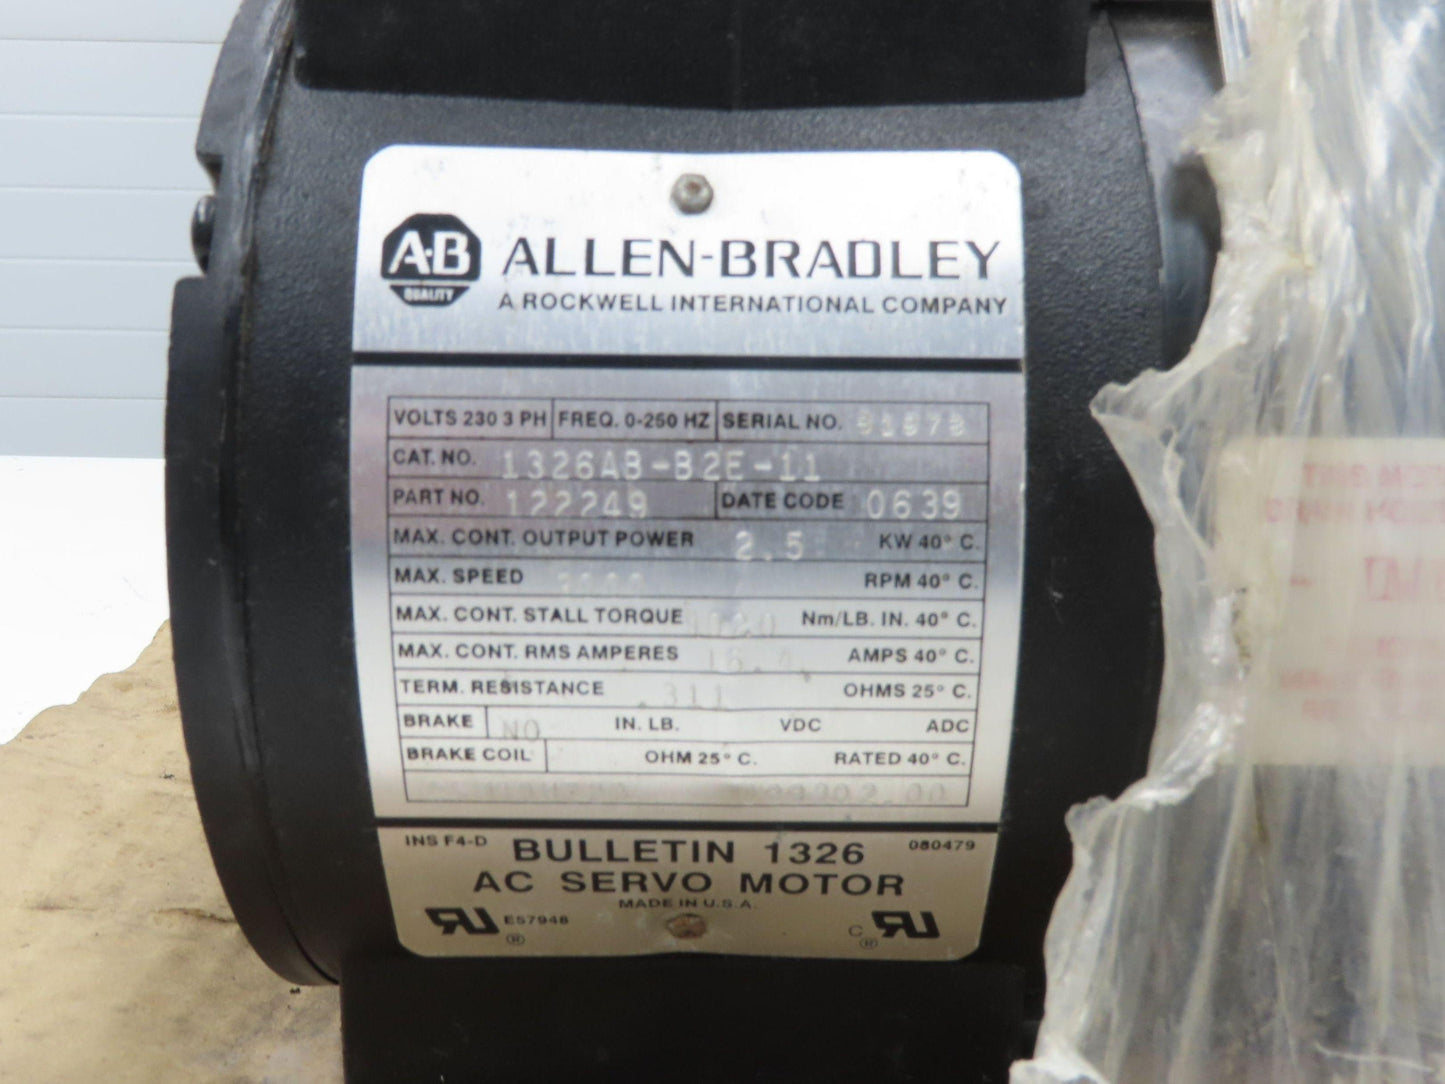 A·B
QUALITY
ALLEN-BRADLEY
A ROCKWELL INTERNATIONAL COMPANY
VOLTS 230 3 PH FREQ. 0-250 HZ SERIAL NO.
CAT. NO. 1326AB-B2E-11
PART NO. 122249 DATE CODE 0639
MAX. CONT. OUTPUT POWER 2.5 KW 40° C.
MAX. SPEED RPM 40° C.
MAX. CONT. STALL TORQUE Nm/LB. IN. 40° C.
MAX. CONT. RMS AMPERES 16.4 AMPS 40° C.
TERM. RESISTANCE .311 OHMS 25° C.
BRAKE NO IN. LB. VDC ADC
BRAKE COIL OHM 25° C. RATED 40° C.
INS F4-D BULLETIN 1326 080479
AC SERVO MOTOR
MADE IN U.S.A.
E57948 ®
C ®